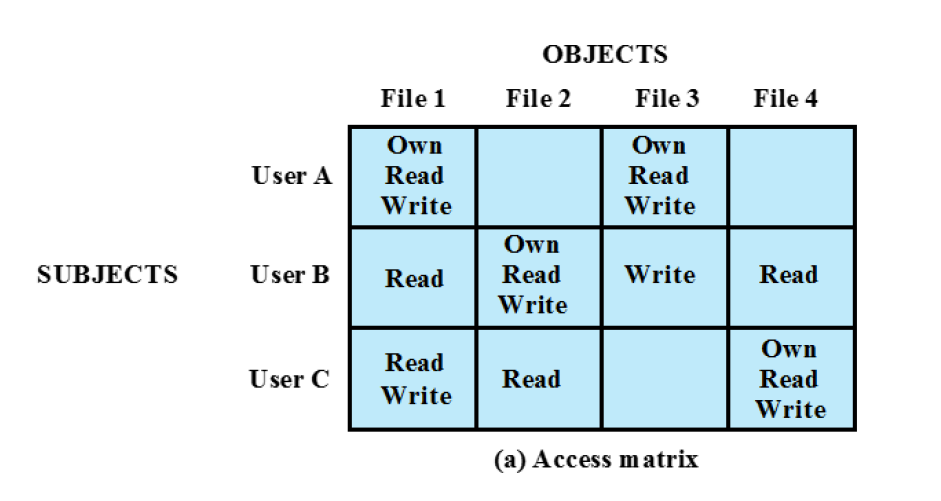 OBJECTS
File 1 File 2 File 3 File 4
User A
Own
Read
Write
Own
Read
Write
SUBJECTS
User B
Read
Own
Read
Write
Write
Read
User C
Read
Write
Read
Own
Read
Write
(a) Access matrix